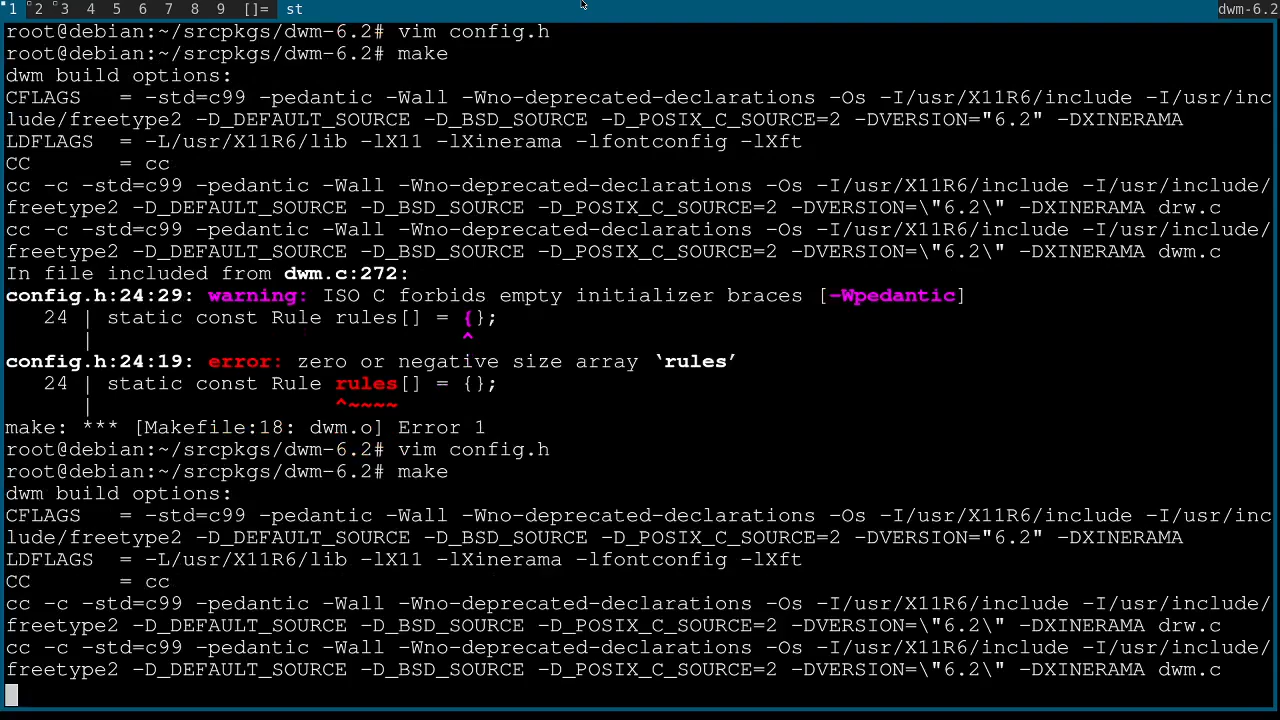 1 2 3 4 5 6 7 8 9 []= st dwm-6.2
root@debian:~/srcpkgs/dwm-6.2# vim config.h
root@debian:~/srcpkgs/dwm-6.2# make
dwm build options:
CFLAGS   = -std=c99 -pedantic -Wall -Wno-deprecated-declarations -Os -I/usr/X11R6/include -I/usr/inc
lude/freetype2 -D_DEFAULT_SOURCE -D_BSD_SOURCE -D_POSIX_C_SOURCE=2 -DVERSION="6.2" -DXINERAMA
LDFLAGS  = -L/usr/X11R6/lib -lX11 -lXinerama -lfontconfig -lXft
CC       = cc
cc -c -std=c99 -pedantic -Wall -Wno-deprecated-declarations -Os -I/usr/X11R6/include -I/usr/include/
freetype2 -D_DEFAULT_SOURCE -D_BSD_SOURCE -D_POSIX_C_SOURCE=2 -DVERSION=\"6.2\" -DXINERAMA drw.c
cc -c -std=c99 -pedantic -Wall -Wno-deprecated-declarations -Os -I/usr/X11R6/include -I/usr/include/
freetype2 -D_DEFAULT_SOURCE -D_BSD_SOURCE -D_POSIX_C_SOURCE=2 -DVERSION=\"6.2\" -DXINERAMA dwm.c
In file included from dwm.c:272:
config.h:24:29: warning: ISO C forbids empty initializer braces [-Wpedantic]
   24 | static const Rule rules[] = {};
      |                             ^
config.h:24:19: error: zero or negative size array ‘rules’
   24 | static const Rule rules[] = {};
      |                   ^~~~~
make: *** [Makefile:18: dwm.o] Error 1
root@debian:~/srcpkgs/dwm-6.2# vim config.h
root@debian:~/srcpkgs/dwm-6.2# make
dwm build options:
CFLAGS   = -std=c99 -pedantic -Wall -Wno-deprecated-declarations -Os -I/usr/X11R6/include -I/usr/inc
lude/freetype2 -D_DEFAULT_SOURCE -D_BSD_SOURCE -D_POSIX_C_SOURCE=2 -DVERSION="6.2" -DXINERAMA
LDFLAGS  = -L/usr/X11R6/lib -lX11 -lXinerama -lfontconfig -lXft
CC       = cc
cc -c -std=c99 -pedantic -Wall -Wno-deprecated-declarations -Os -I/usr/X11R6/include -I/usr/include/
freetype2 -D_DEFAULT_SOURCE -D_BSD_SOURCE -D_POSIX_C_SOURCE=2 -DVERSION=\"6.2\" -DXINERAMA drw.c
cc -c -std=c99 -pedantic -Wall -Wno-deprecated-declarations -Os -I/usr/X11R6/include -I/usr/include/
freetype2 -D_DEFAULT_SOURCE -D_BSD_SOURCE -D_POSIX_C_SOURCE=2 -DVERSION=\"6.2\" -DXINERAMA dwm.c